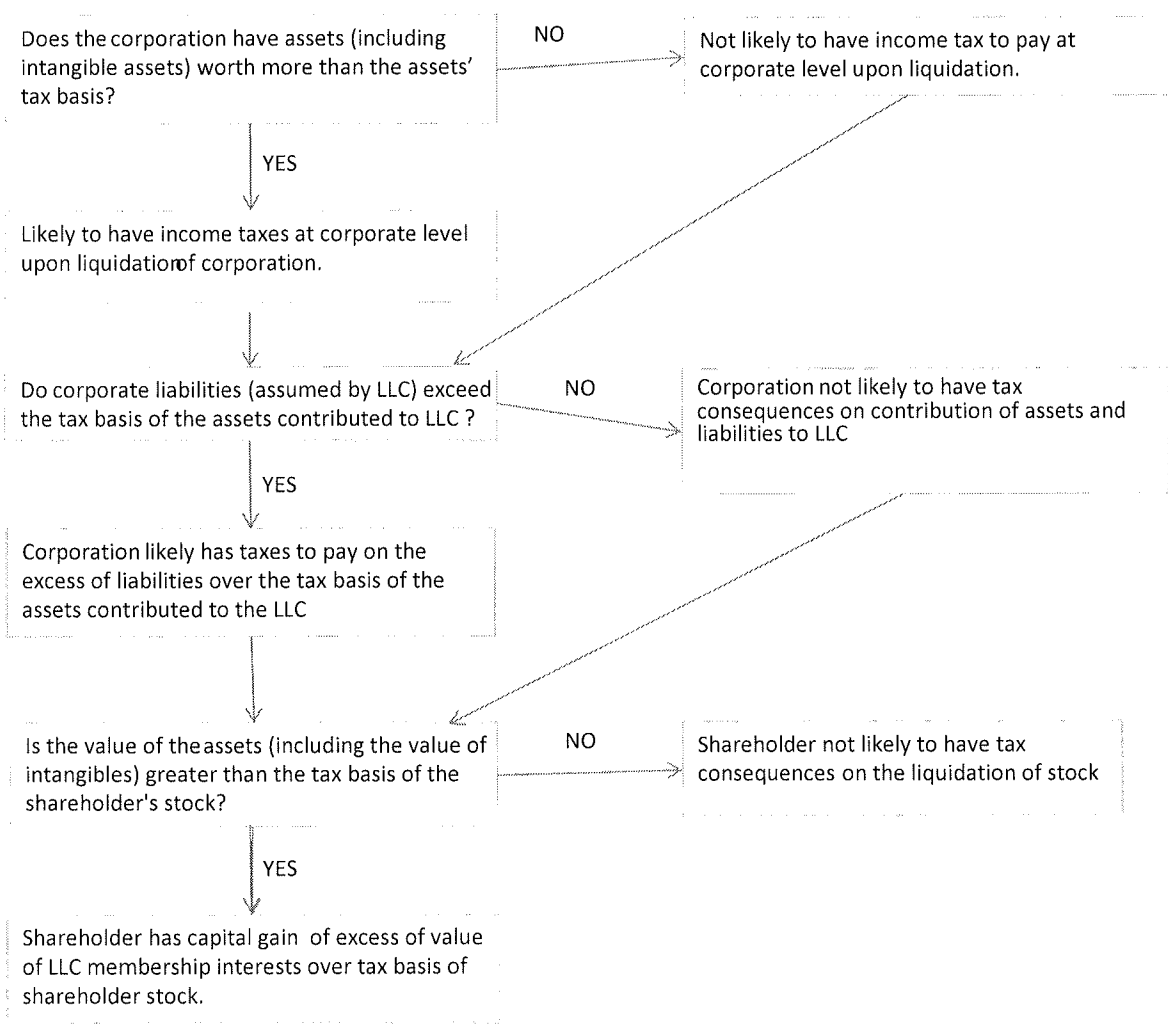 Does the corporation have assets (including
intangible assets) worth more than the assets'
tax basis?
NO
Not likely to have income tax to pay at
corporate level upon liquidation.
YES
Likely to have income taxes at corporate level
upon liquidation of corporation.
Do corporate liabilities (assumed by LLC) exceed
the tax basis of the assets contributed to LLC ?
NO
Corporation not likely to have tax
consequences on contribution of assets and
liabilities to LLC
YES
Corporation likely has taxes to pay on the
excess of liabilities over the tax basis of the
assets contributed to the LLC
Is the value of the assets (including the value of
intangibles) greater than the tax basis of the
shareholder's stock?
NO
Shareholder not likely to have tax
consequences on the liquidation of stock
YES
Shareholder has capital gain of excess of value
of LLC membership interests over tax basis of
shareholder stock.